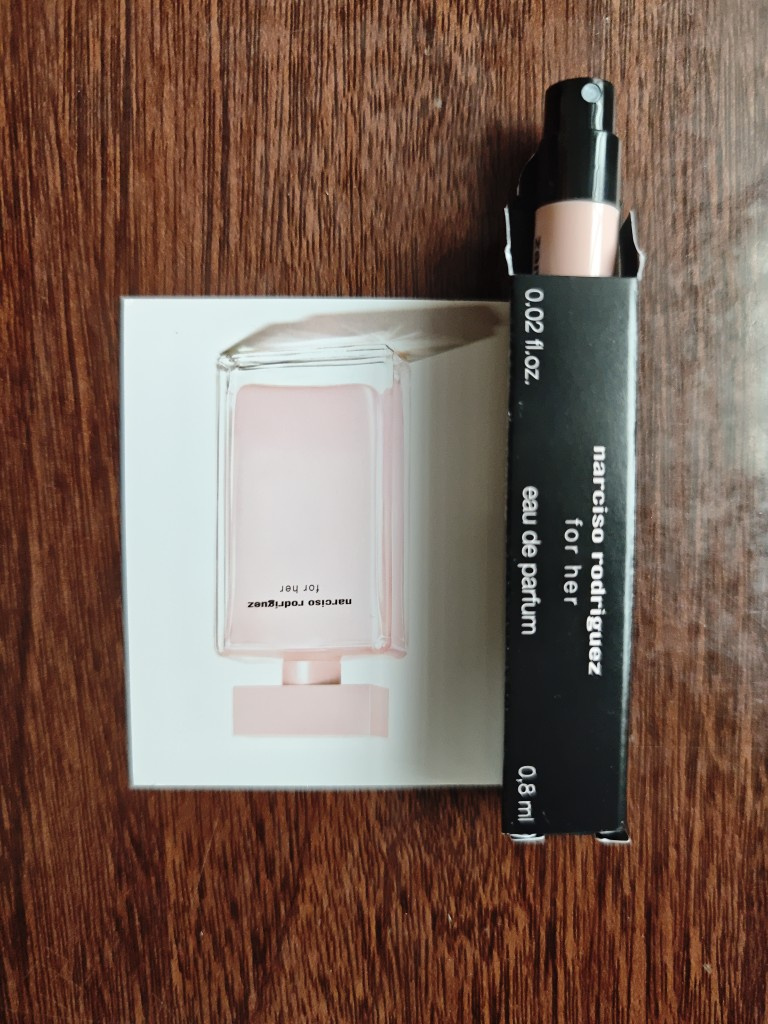 narciso rodriguez
for her
narciso rodriguez
for her
0.02 fl.oz.
eau de parfum
0,8 ml